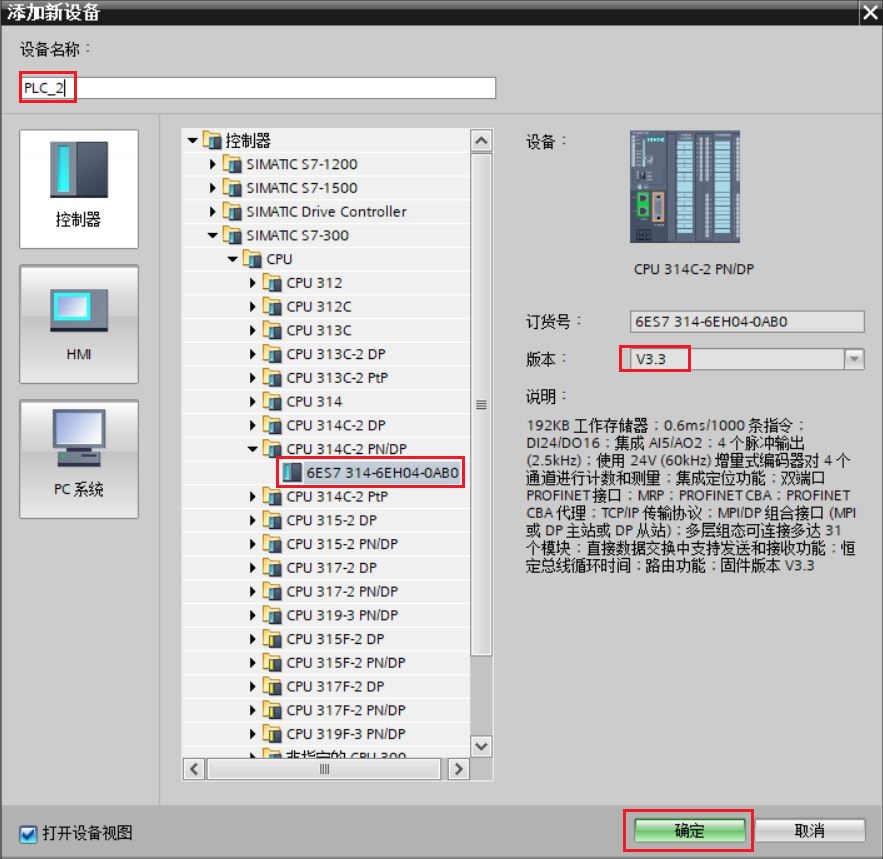 添加新设备
设备名称：
PLC_2
控制器
HMI
PC 系统
控制器
SIMATIC S7-1200
SIMATIC S7-1500
SIMATIC Drive Controller
SIMATIC S7-300
CPU
CPU 312
CPU 312C
CPU 313C
CPU 313C-2 DP
CPU 313C-2 PtP
CPU 314
CPU 314C-2 DP
CPU 314C-2 PN/DP
6ES7 314-6EH04-0AB0
CPU 314C-2 PtP
CPU 315-2 DP
CPU 315-2 PN/DP
CPU 317-2 DP
CPU 317-2 PN/DP
CPU 319-3 PN/DP
CPU 315F-2 DP
CPU 315F-2 PN/DP
CPU 317F-2 DP
CPU 317F-2 PN/DP
CPU 319F-3 PN/DP
非指定的 CPU 300
设备：
CPU 314C-2 PN/DP
订货号：
6ES7 314-6EH04-0AB0
版本：
V3.3
说明：
192KB 工作存储器；0.6ms/1000 条指令；
DI24/DO16；集成 AI5/AO2；4 个脉冲输出
(2.5kHz)；使用 24V (60kHz) 增量式编码器对 4 个
通道进行计数和测量；集成定位功能；双端口
PROFINET 接口；MRP；PROFINET CBA；PROFINET
CBA 代理；TCP/IP 传输协议；MPI/DP 组合接口 (MPI
或 DP 主站或 DP 从站)；多层组态可连接多达 31
个模块；直接数据交换中支持发送和接收功能；恒
定总线循环时间；路由功能；固件版本 V3.3
打开设备视图
确定
取消